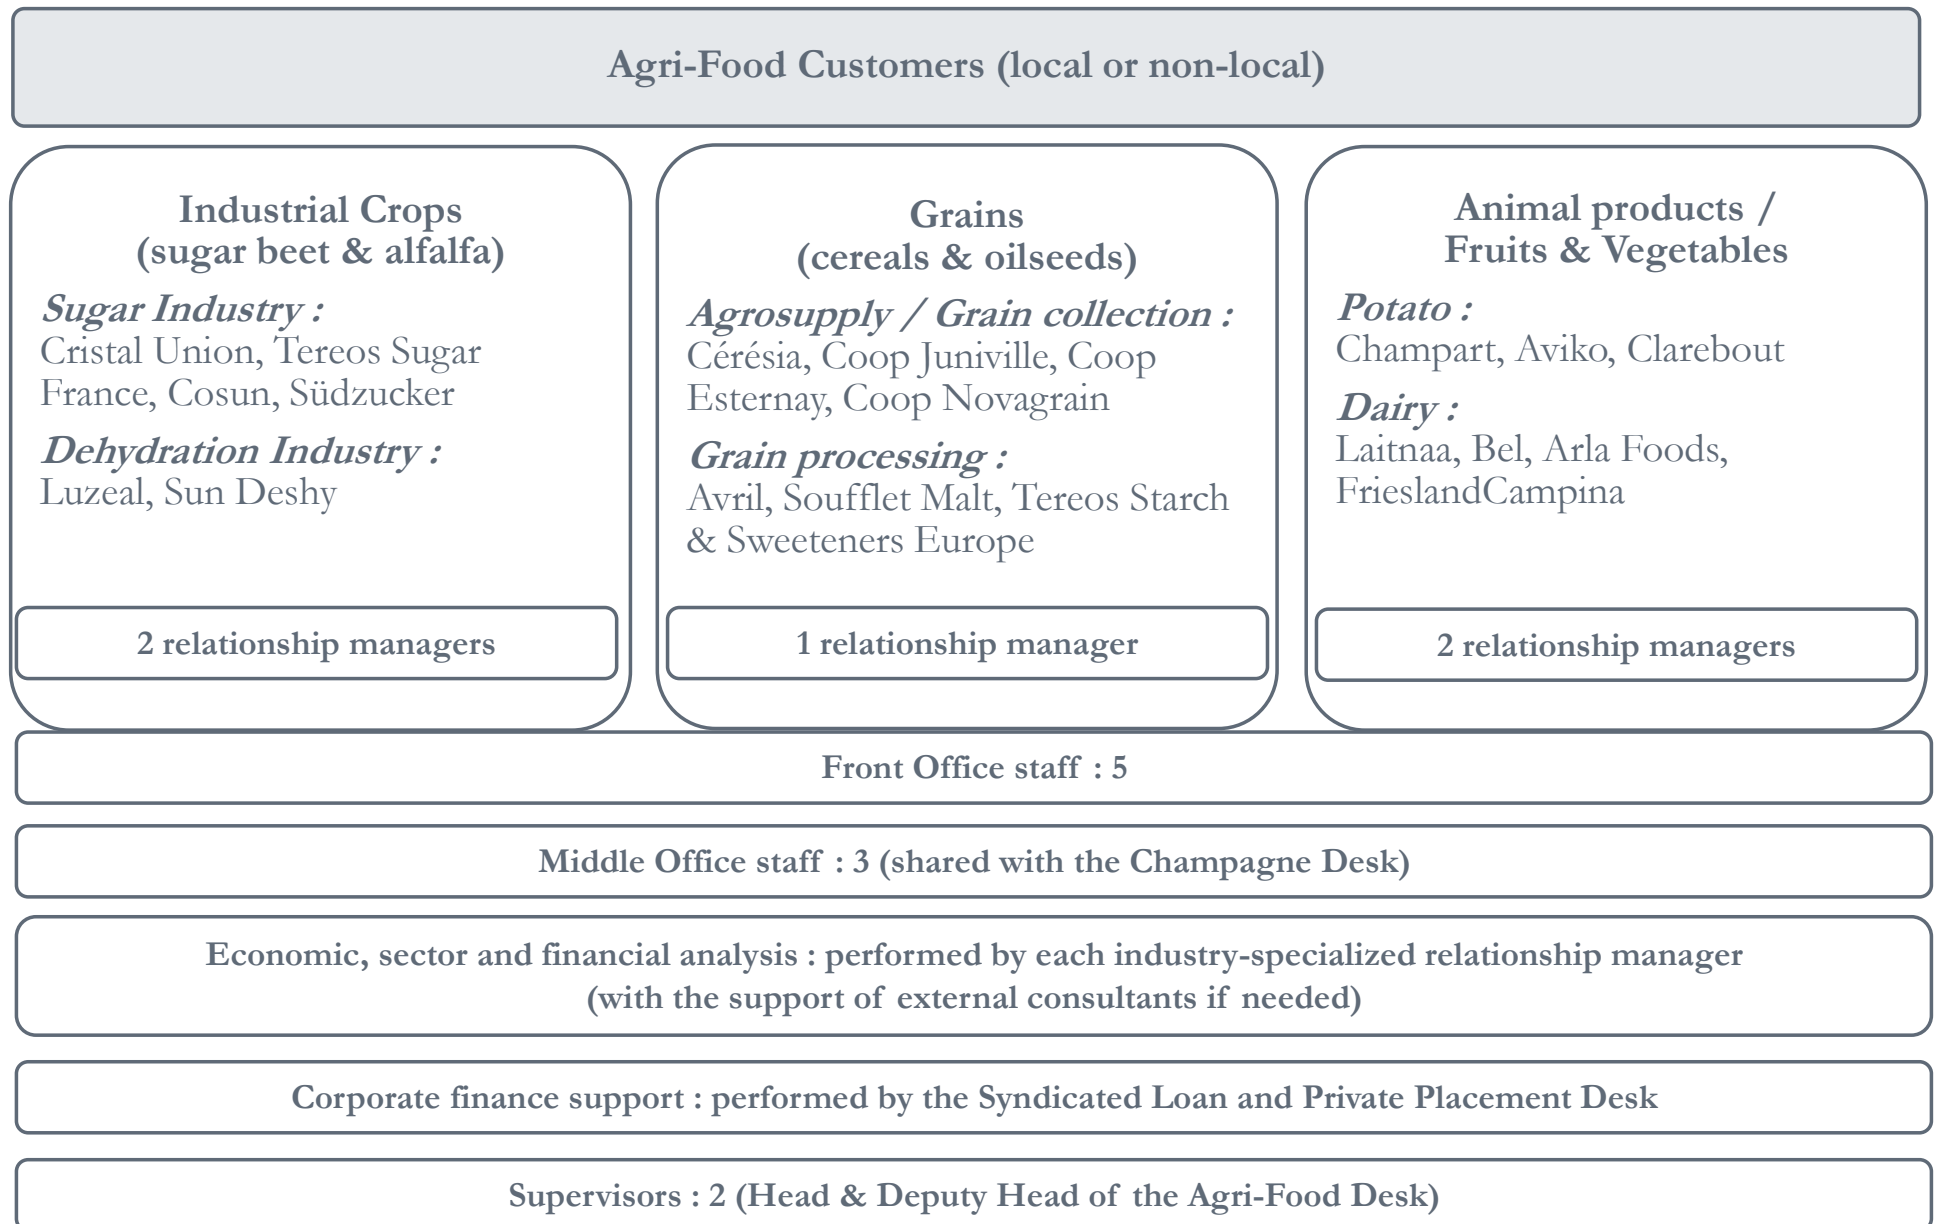 Agri-Food Customers (local or non-local)
Industrial Crops
(sugar beet & alfalfa)
Sugar Industry :
Cristal Union, Tereos Sugar
France, Cosun, Südzucker
Dehydration Industry :
Luzeal, Sun Deshy
2 relationship managers
Grains
(cereals & oilseeds)
Agrosupply / Grain collection :
Cérésia, Coop Juniville, Coop
Esternay, Coop Novagrain
Grain processing :
Avril, Soufflet Malt, Tereos Starch
& Sweeteners Europe
1 relationship manager
Animal products /
Fruits & Vegetables
Potato :
Champart, Aviko, Clarebout
Dairy :
Laitnaa, Bel, Arla Foods,
FrieslandCampina
2 relationship managers
Front Office staff : 5
Middle Office staff : 3 (shared with the Champagne Desk)
Economic, sector and financial analysis : performed by each industry-specialized relationship manager
(with the support of external consultants if needed)
Corporate finance support : performed by the Syndicated Loan and Private Placement Desk
Supervisors : 2 (Head & Deputy Head of the Agri-Food Desk)